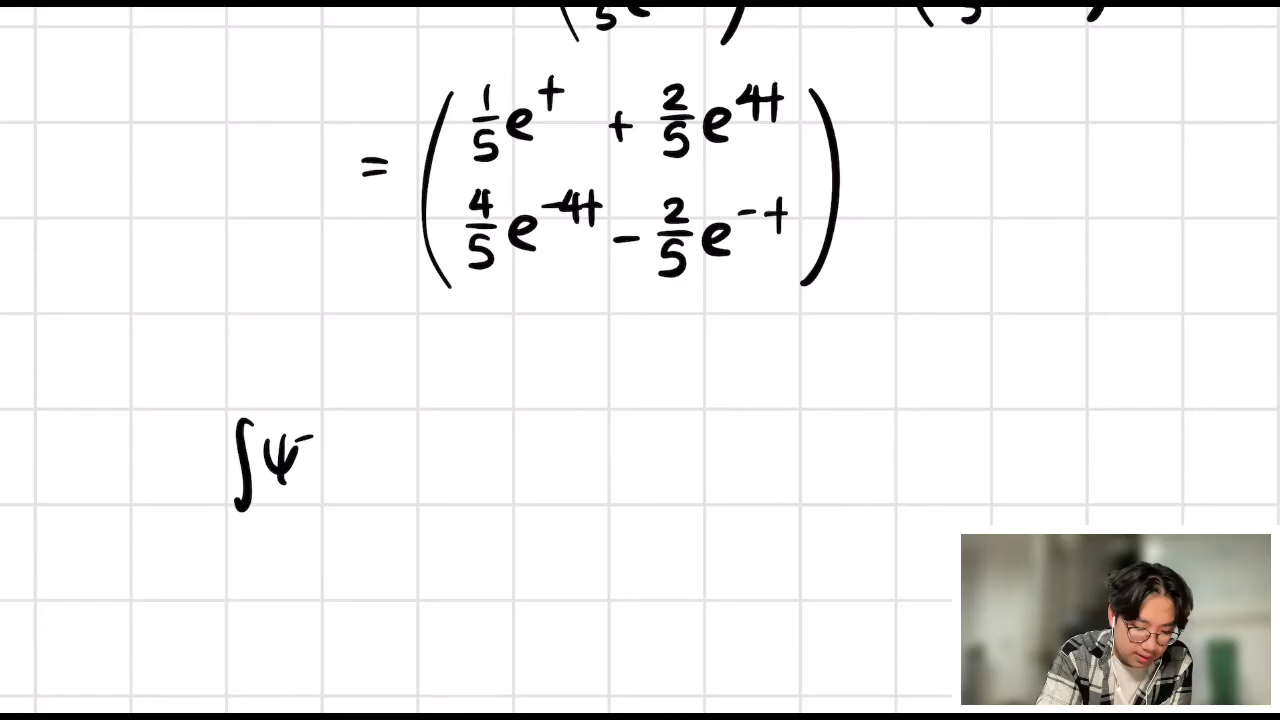 = ( 1/5 e^t + 2/5 e^4t
4/5 e^-4t - 2/5 e^-t )
∫ψ^-